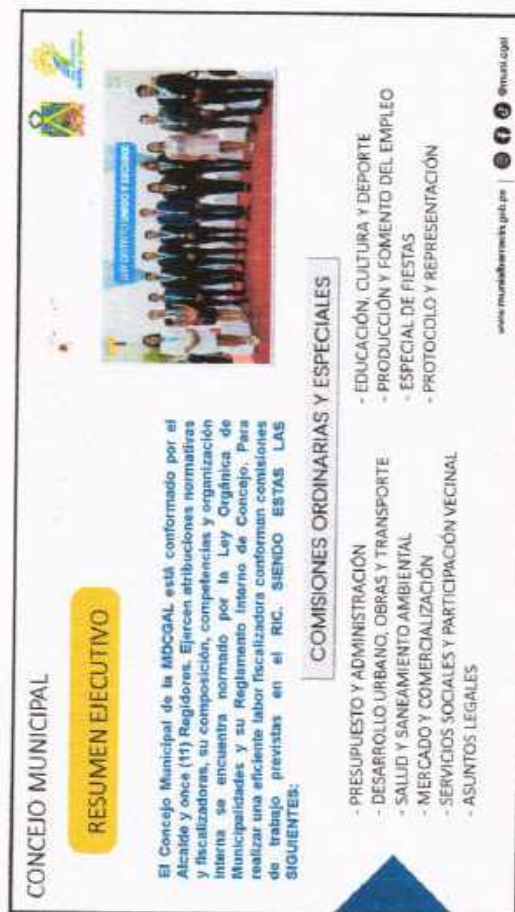 CONCEJO MUNICIPAL
RESUMEN EJECUTIVO
El Concejo Municipal de la MDCGAL está conformado por el
Alcalde y once (11) Regidores. Ejercen atribuciones normativas
y fiscalizadoras, su composición, competencias y organización
interna se encuentra normado por la Ley Orgánica de
Municipalidades y su Reglamento Interno de Concejo. Para
realizar una eficiente labor fiscalizadora conforman comisiones
de trabajo previstas en el RIC. SIENDO ESTAS LAS
SIGUIENTES:
COMISIONES ORDINARIAS Y ESPECIALES
- PRESUPUESTO Y ADMINISTRACIÓN
- DESARROLLO URBANO, OBRAS Y TRANSPORTE
- SALUD Y SANEAMIENTO AMBIENTAL
- MERCADO Y COMERCIALIZACIÓN
- SERVICIOS SOCIALES Y PARTICIPACIÓN VECINAL
- ASUNTOS LEGALES
- EDUCACIÓN, CULTURA Y DEPORTE
- PRODUCCIÓN Y FOMENTO DEL EMPLEO
- ESPECIAL DE FIESTAS
- PROTOCOLO Y REPRESENTACIÓN
@muni.cgal